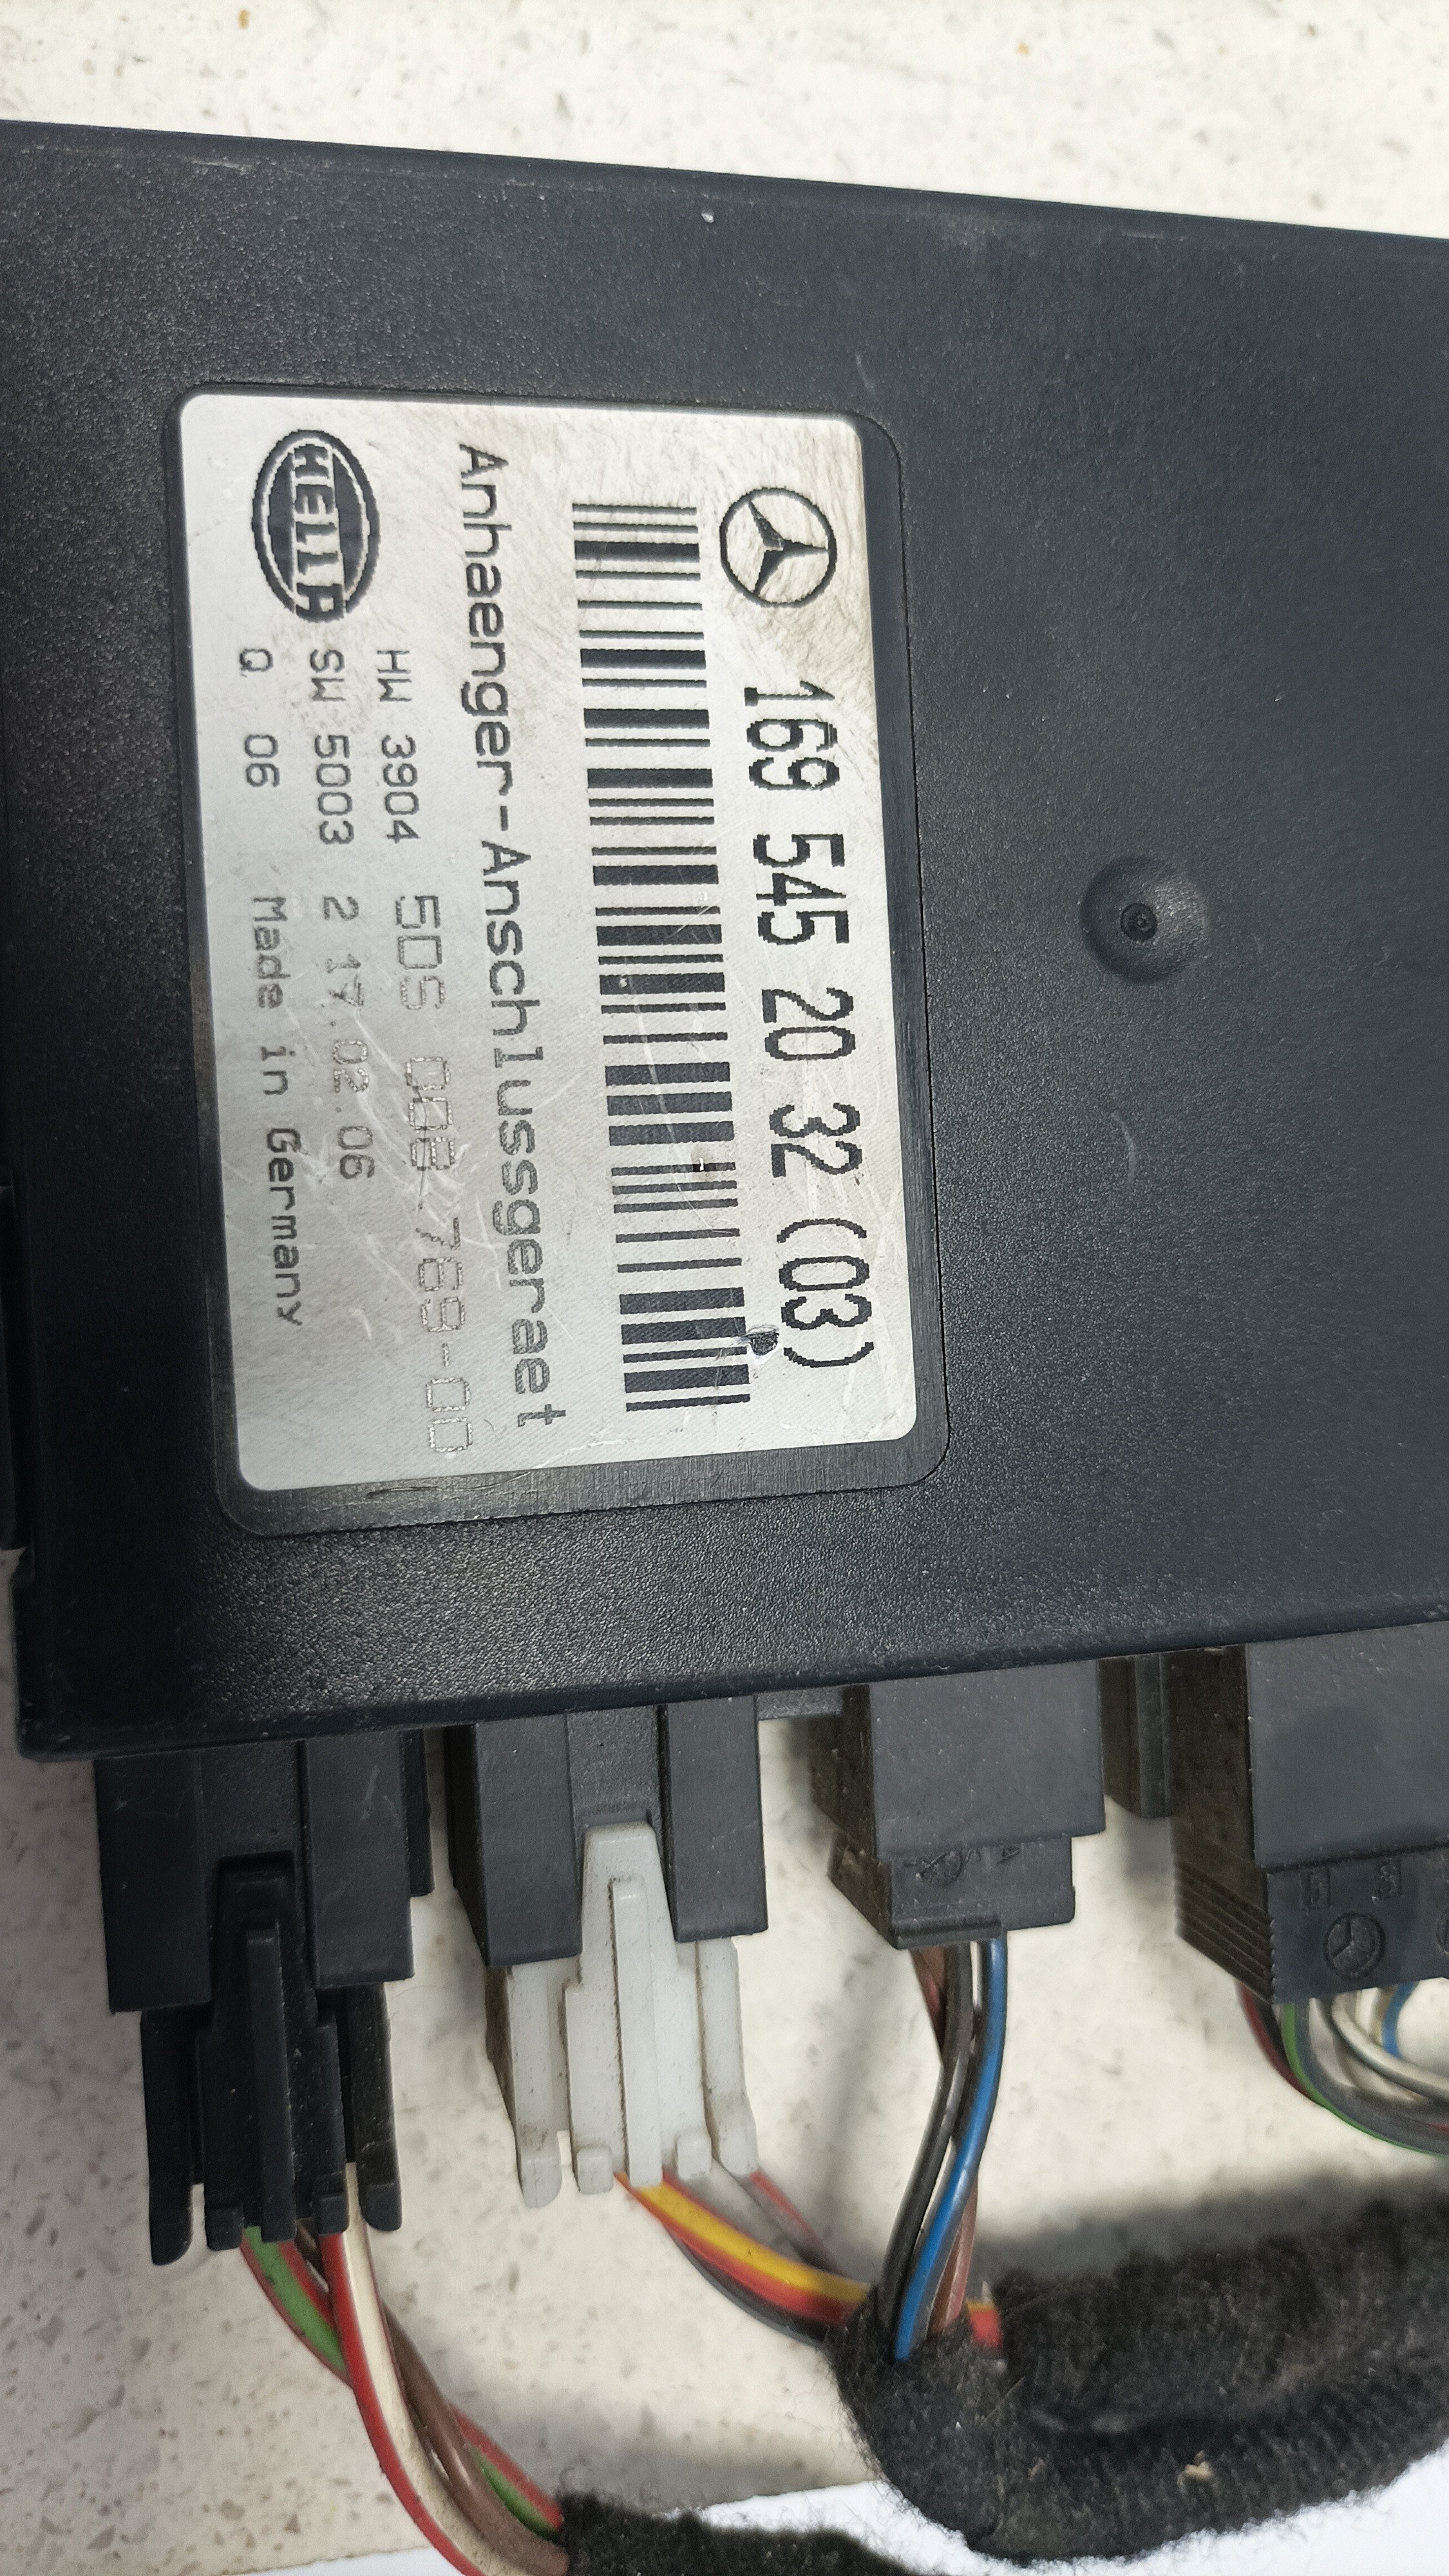 169 545 20 32 (03)
Anhaenger-Anschlussgeraet
HELLA
HW 3904 5DS 008 769-00
SW 5003 2 17.02.06
Q 06 Made in Germany